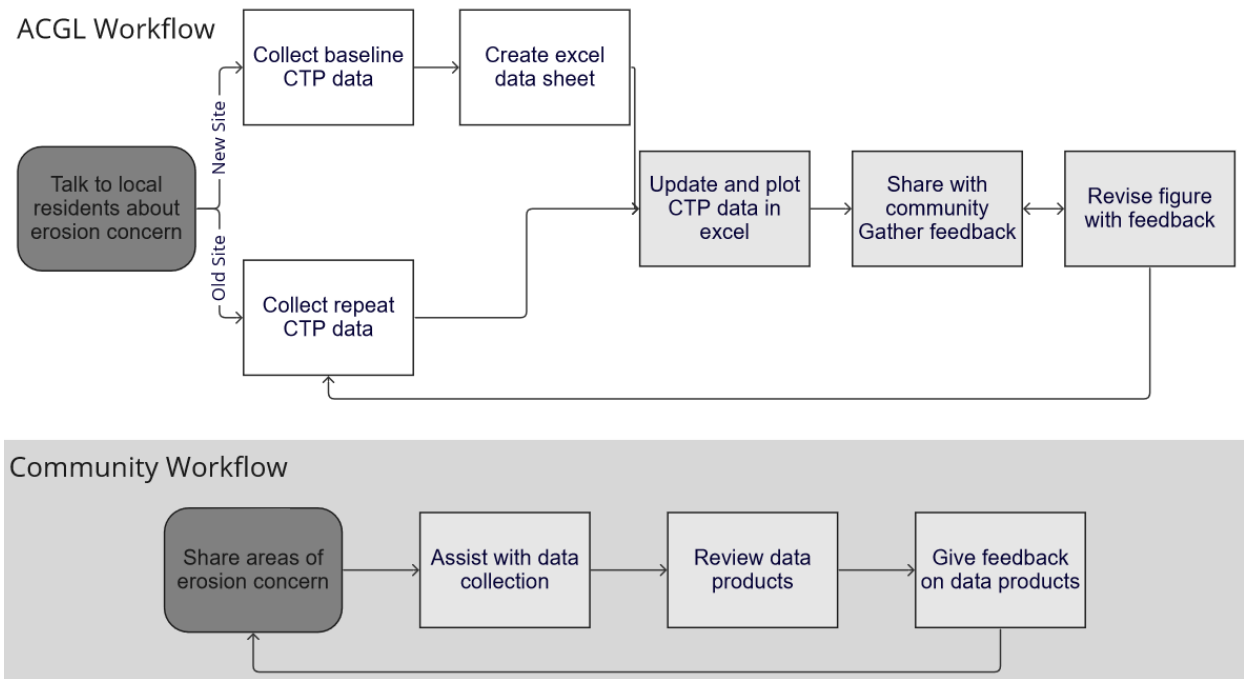 ACGL Workflow
Collect baseline
CTP data
Create excel
data sheet
New Site
Talk to local
residents about
erosion concern
Old Site
Collect repeat
CTP data
Update and plot
CTP data in
excel
Share with
community
Gather feedback
Revise figure
with feedback
Community Workflow
Share areas of
erosion concern
Assist with data
collection
Review data
products
Give feedback
on data products